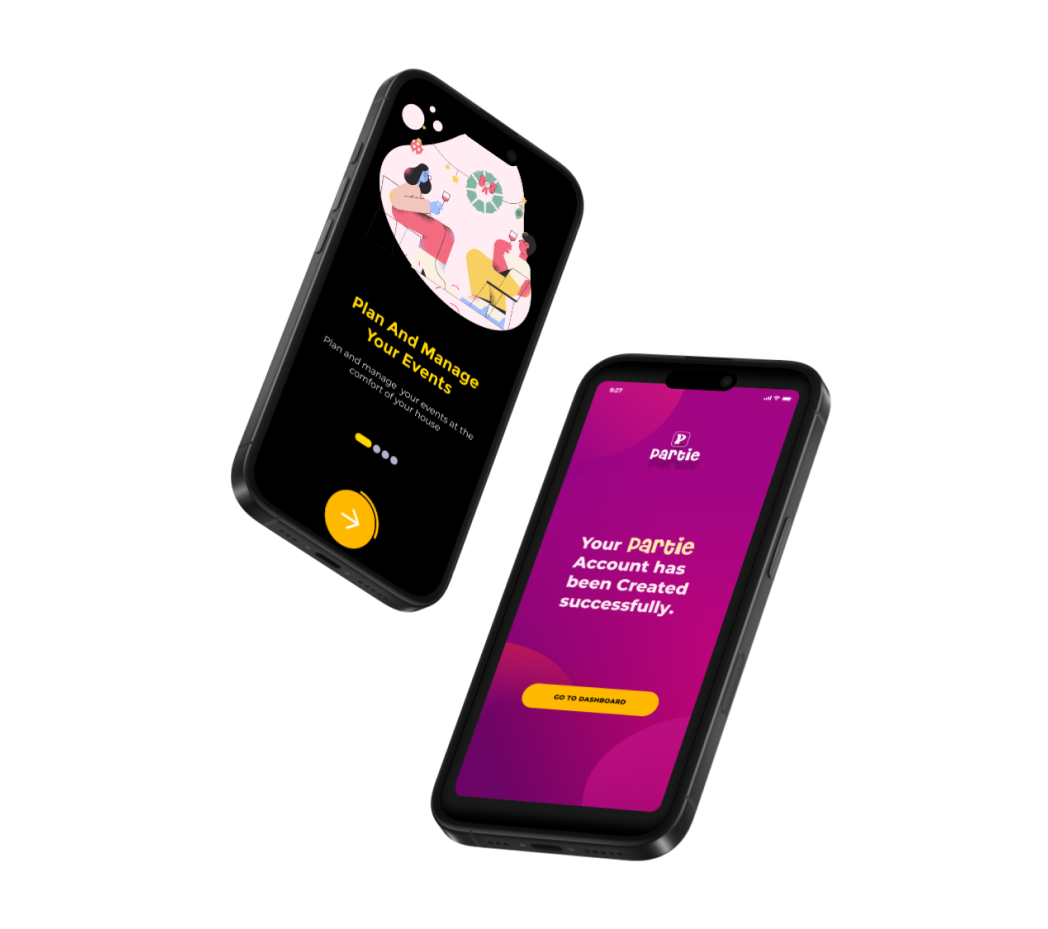 Plan And Manage
Your Events
Plan and manage your events at the
comfort of your house
9:27
P
Partie
Your Partie
Account has
been Created
successfully.
GO TO DASHBOARD